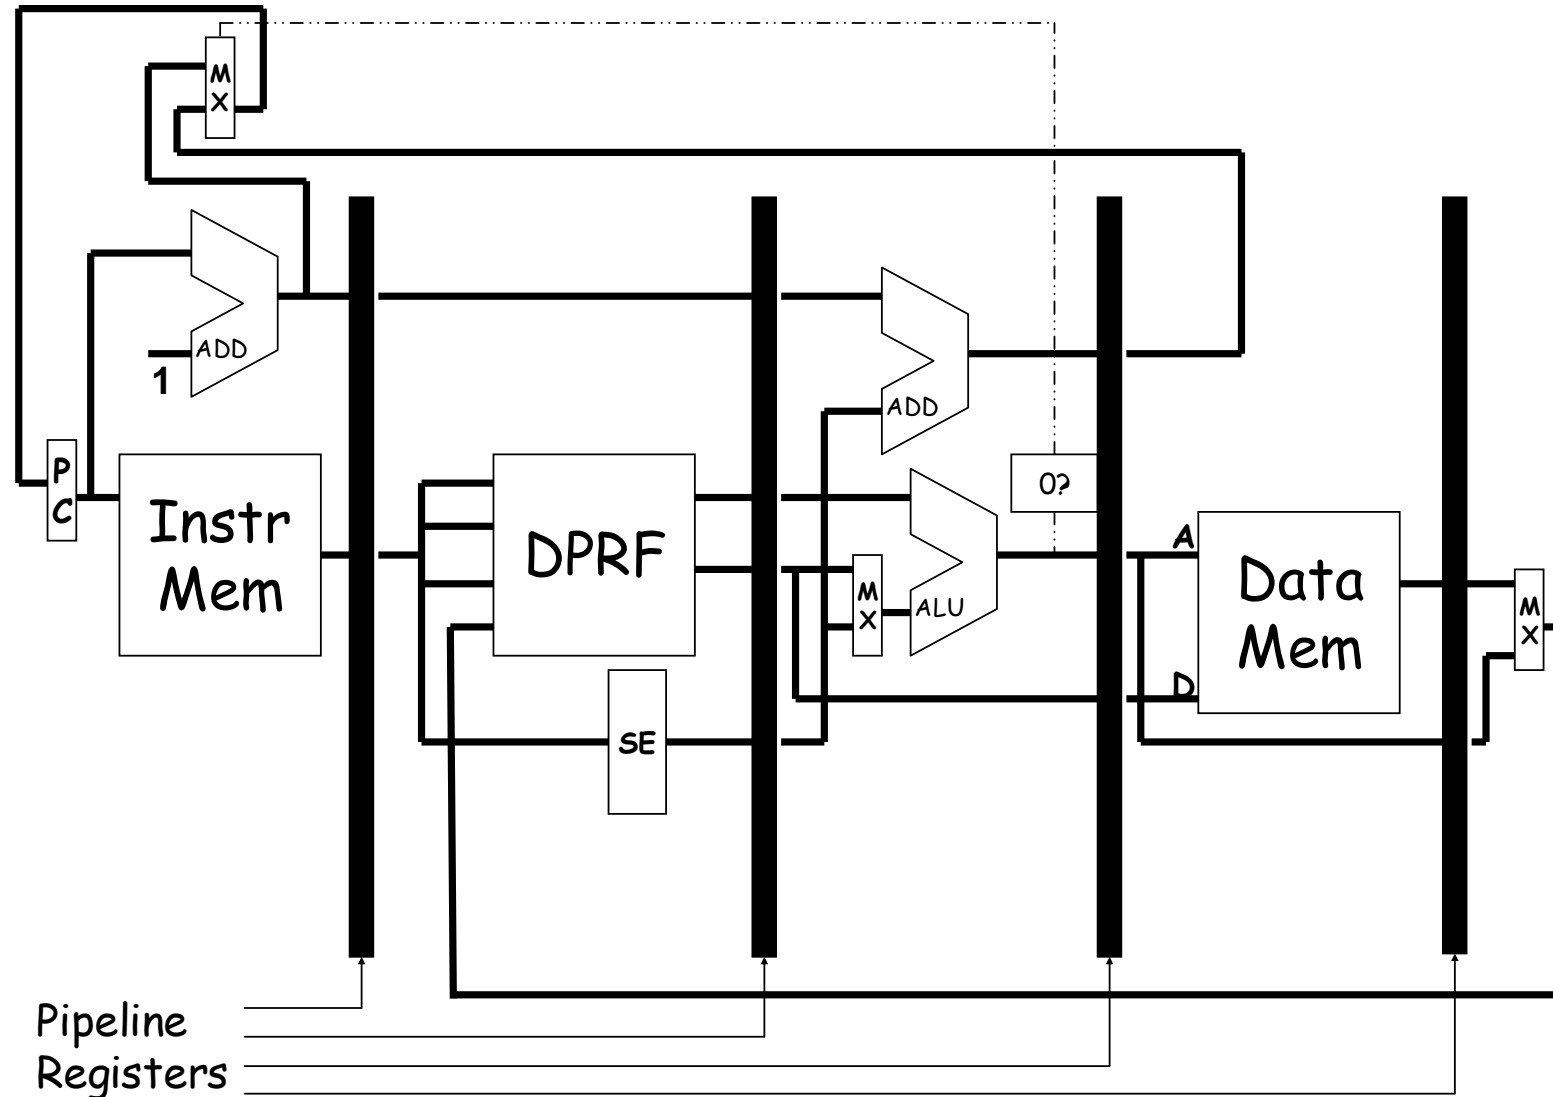 M
X
ADD
1
P
C
Instr
Mem
DPRF
SE
ADD
0?
M
X
ALU
A
D
Data
Mem
M
X
Pipeline
Registers